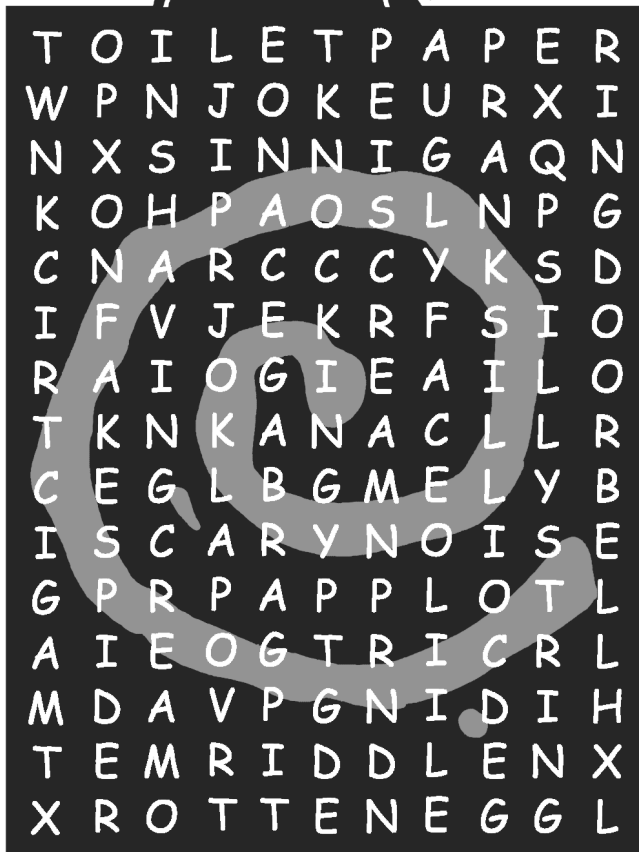 T O I L E T P A P E R
W P N J O K E U R X I
N X S I N N I G A Q N
K O H P A O S L N P G
C N A R C C C Y K S D
I F V J E K R F S I O
R A I O G I E A I L O
T K N K A N A C L L R
C E G L B G M E L Y B
I S C A R Y N O I S E
G P R P A P P L O T L
A I E O G T R I C R L
M D A V P G N I D I H
T E M R I D D L E N X
X R O T T E N E G G L